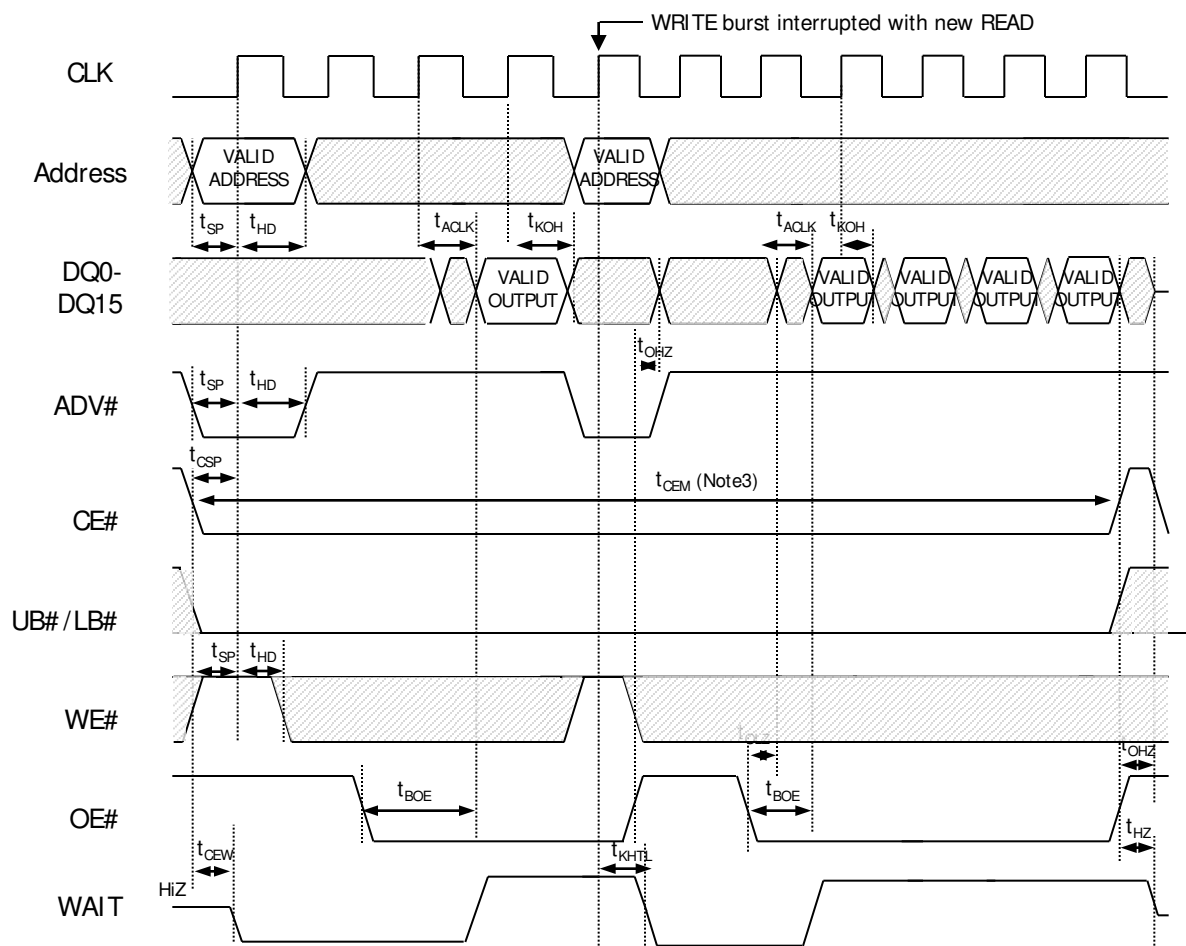 WRITE burst interrupted with new READ
CLK
Address
VALID
ADDRESS
VALID
ADDRESS
tSP
tHD
tACLK
tKOH
tACLK
tKOH
DQ0-
DQ15
VALID
OUTPUT
VALID
OUTPUT
VALID
OUTPUT
VALID
OUTPUT
VALID
OUTPUT
tOHZ
ADV#
tSP
tHD
tCSP
tCEM (Note3)
CE#
UB# / LB#
tSP
tHD
WE#
tOLZ
tOHZ
OE#
tBOE
tBOE
tHZ
tCEW
tKHTL
HiZ
WAIT